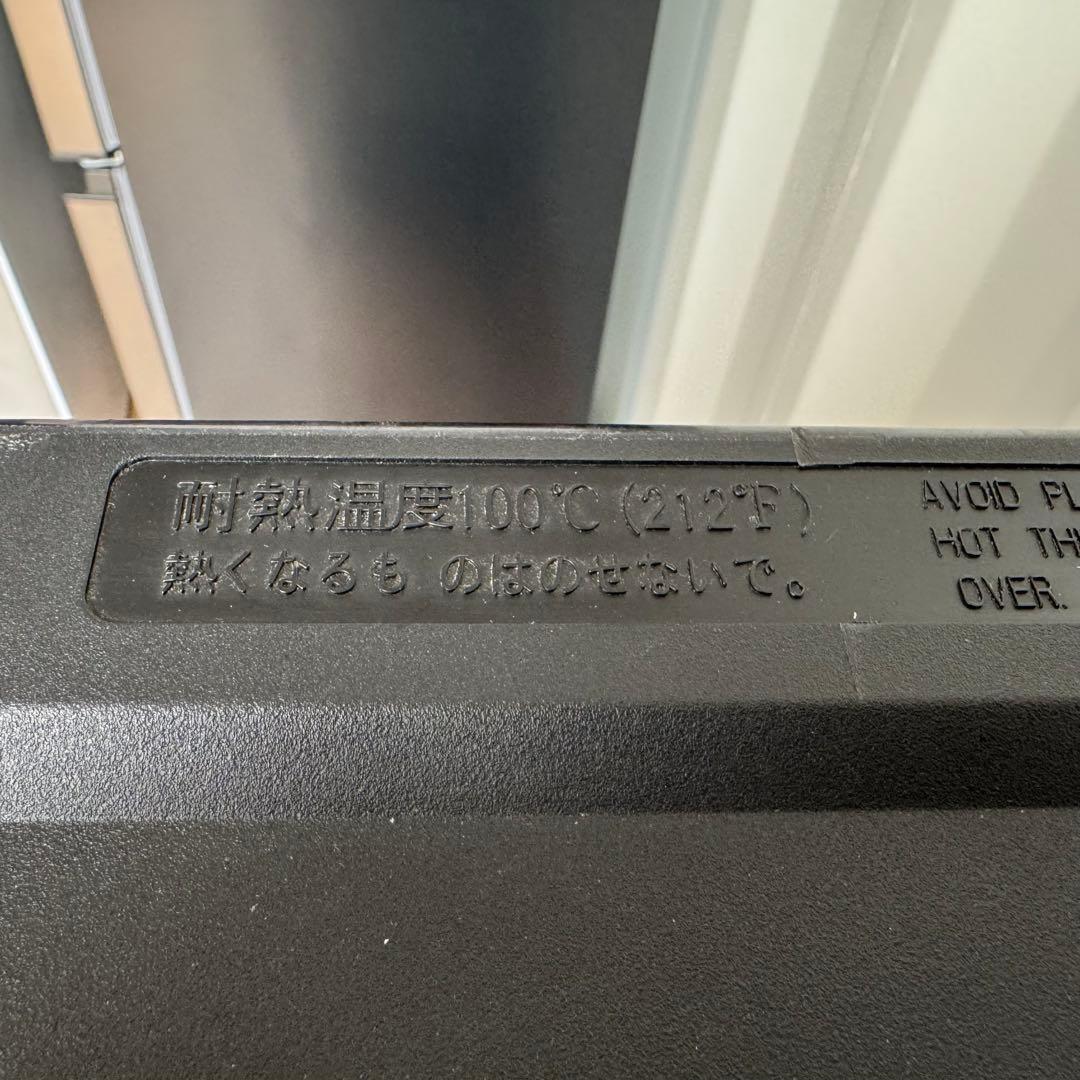 耐熱温度100℃(212°F)
熱くなるも のはのせないで。
AVOID
HOT
OVER.